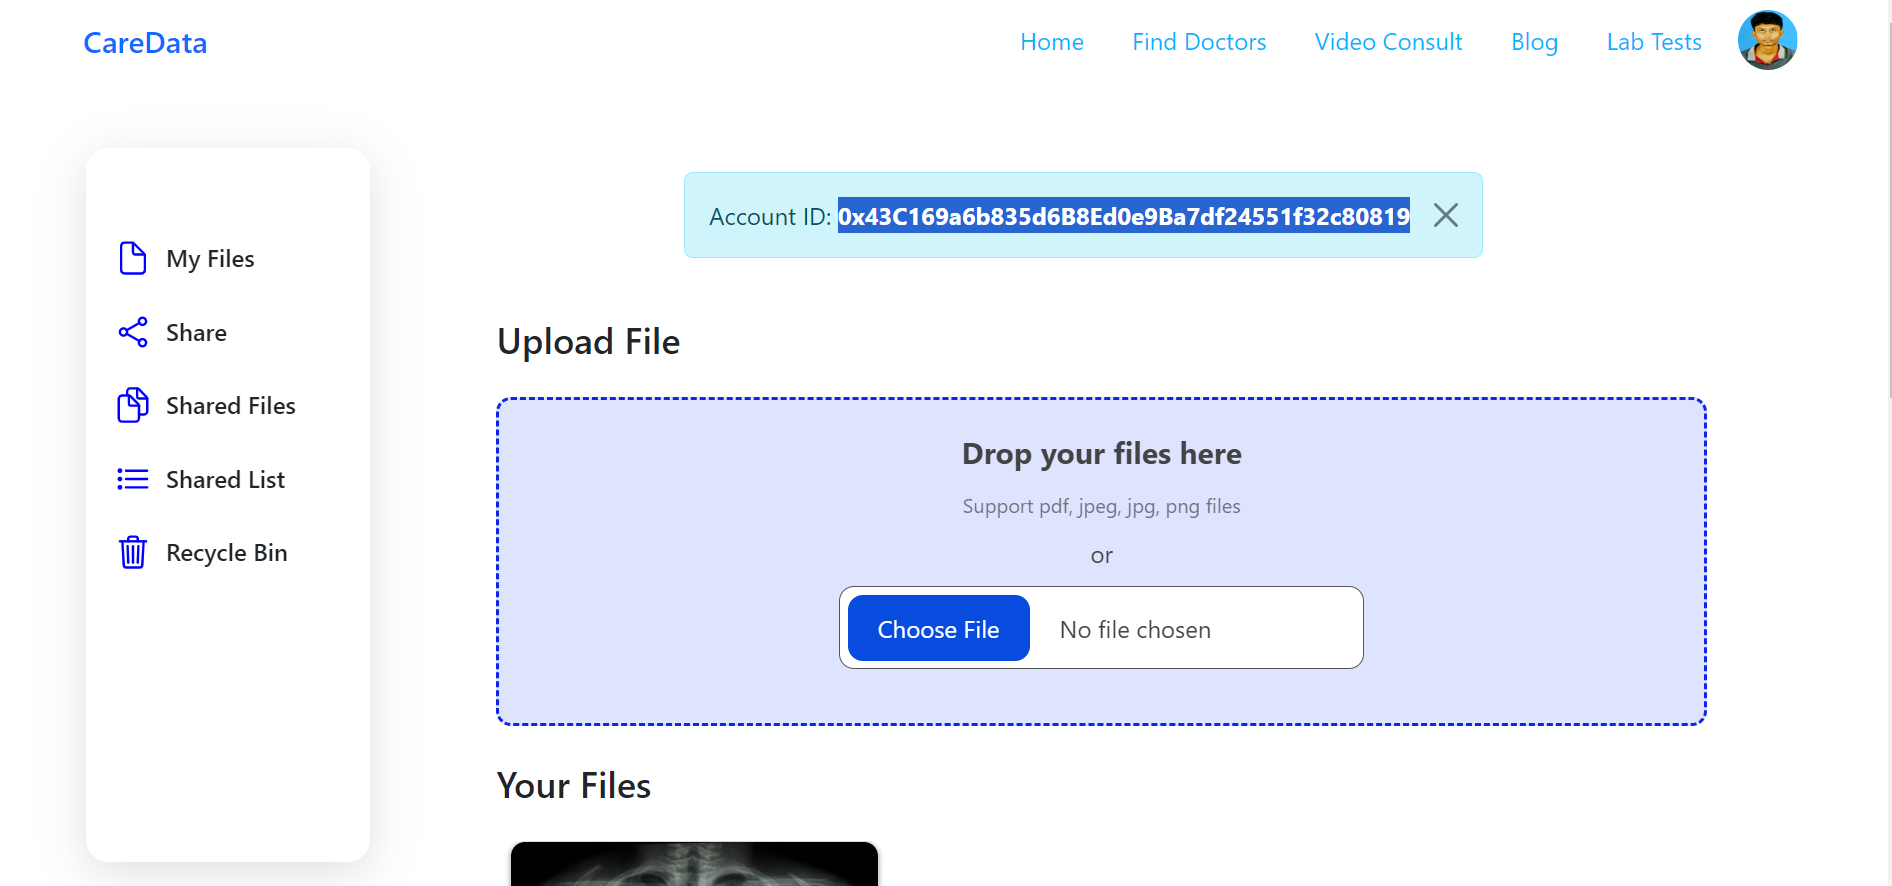 CareData
Home Find Doctors Video Consult Blog Lab Tests
My Files
Share
Shared Files
Shared List
Recycle Bin
Account ID: 0x43C169a6b835d6B8Ed0e9Ba7df24551f32c80819
Upload File
Drop your files here
Support pdf, jpeg, jpg, png files
or
Choose File No file chosen
Your Files